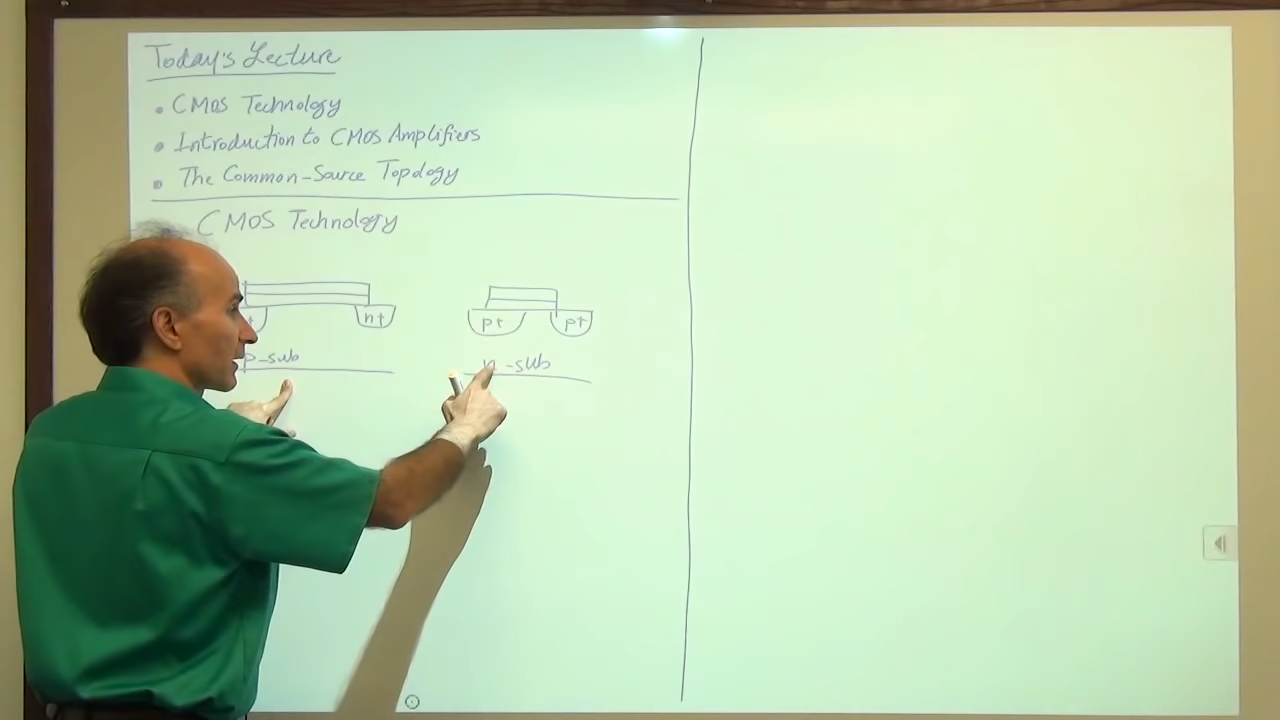 Today's Lecture
• CMOS Technology
• Introduction to CMOS Amplifiers
• The Common-Source Topology
CMOS Technology
n+
p+ p+
p-sub
n-sub